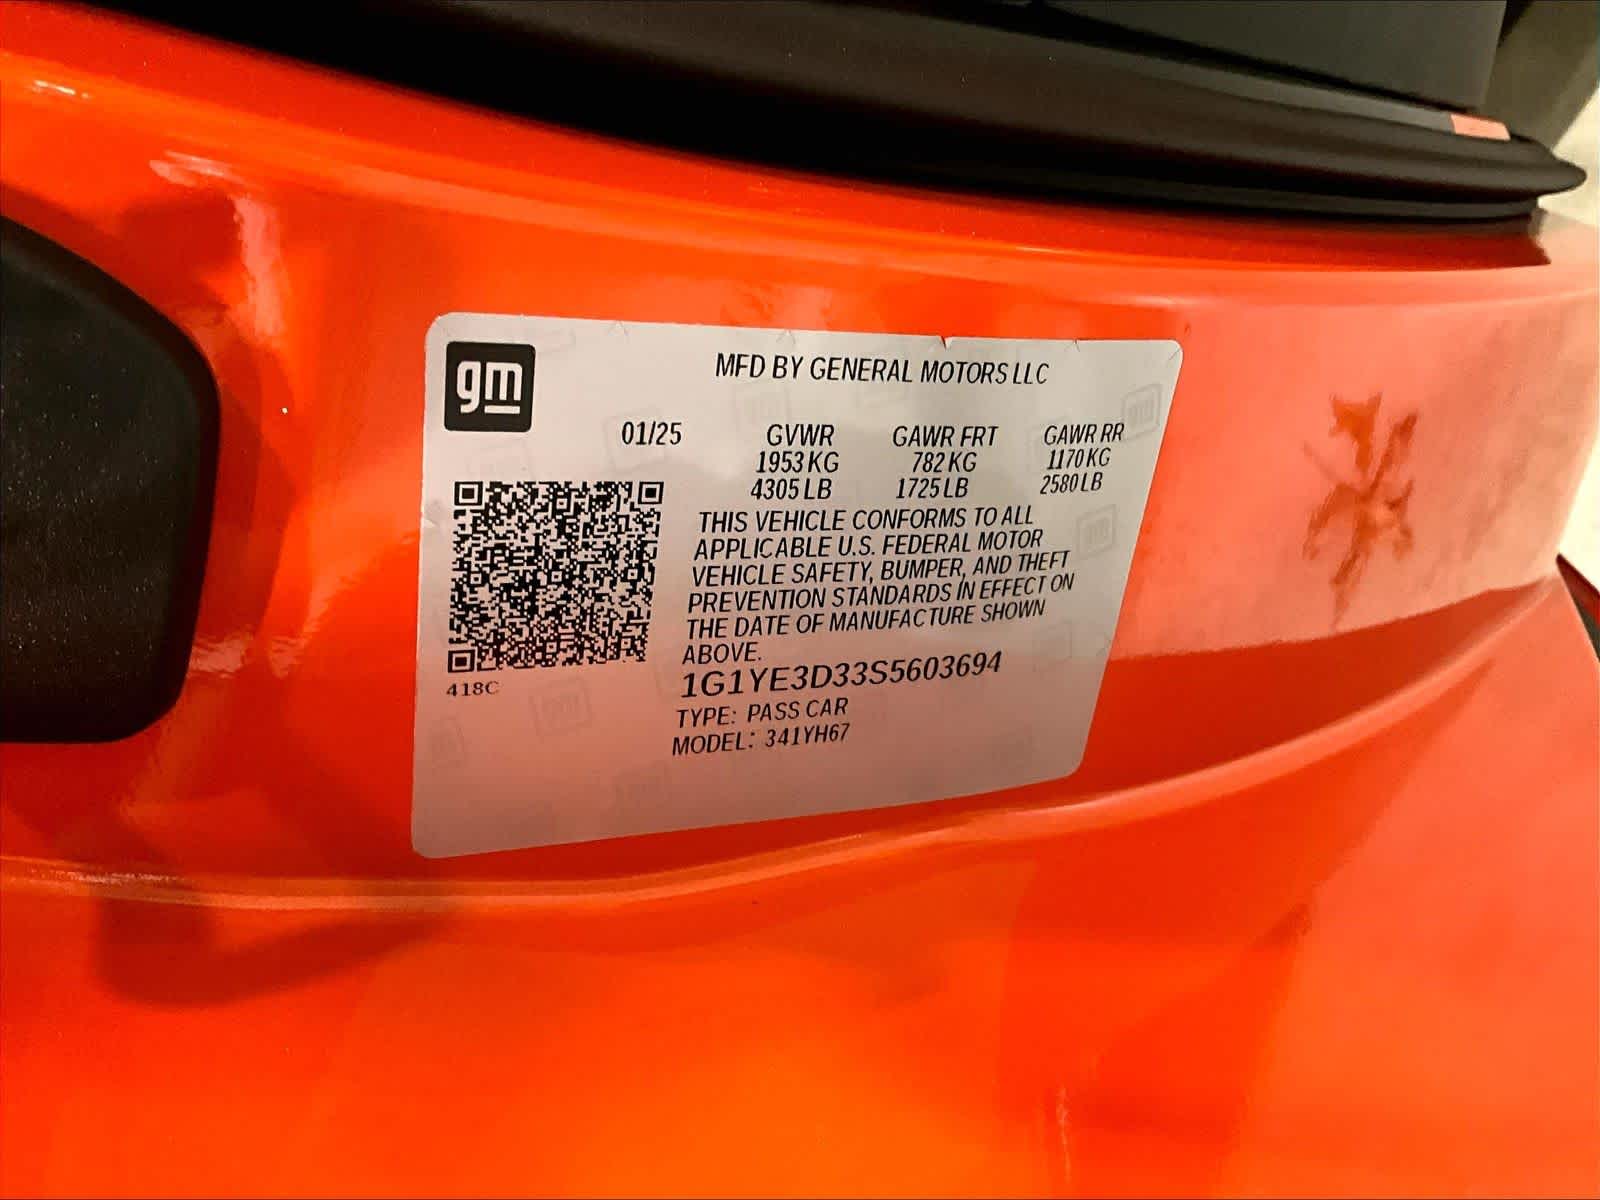 gm
MFD BY GENERAL MOTORS LLC
01/25 GVWR GAWR FRT GAWR RR
1953 KG 782 KG 1170 KG
4305 LB 1725 LB 2580 LB
THIS VEHICLE CONFORMS TO ALL
APPLICABLE U.S. FEDERAL MOTOR
VEHICLE SAFETY, BUMPER, AND THEFT
PREVENTION STANDARDS IN EFFECT ON
THE DATE OF MANUFACTURE SHOWN
ABOVE.
1G1YE3D33S5603694
418C
TYPE: PASS CAR
MODEL: 341YH67